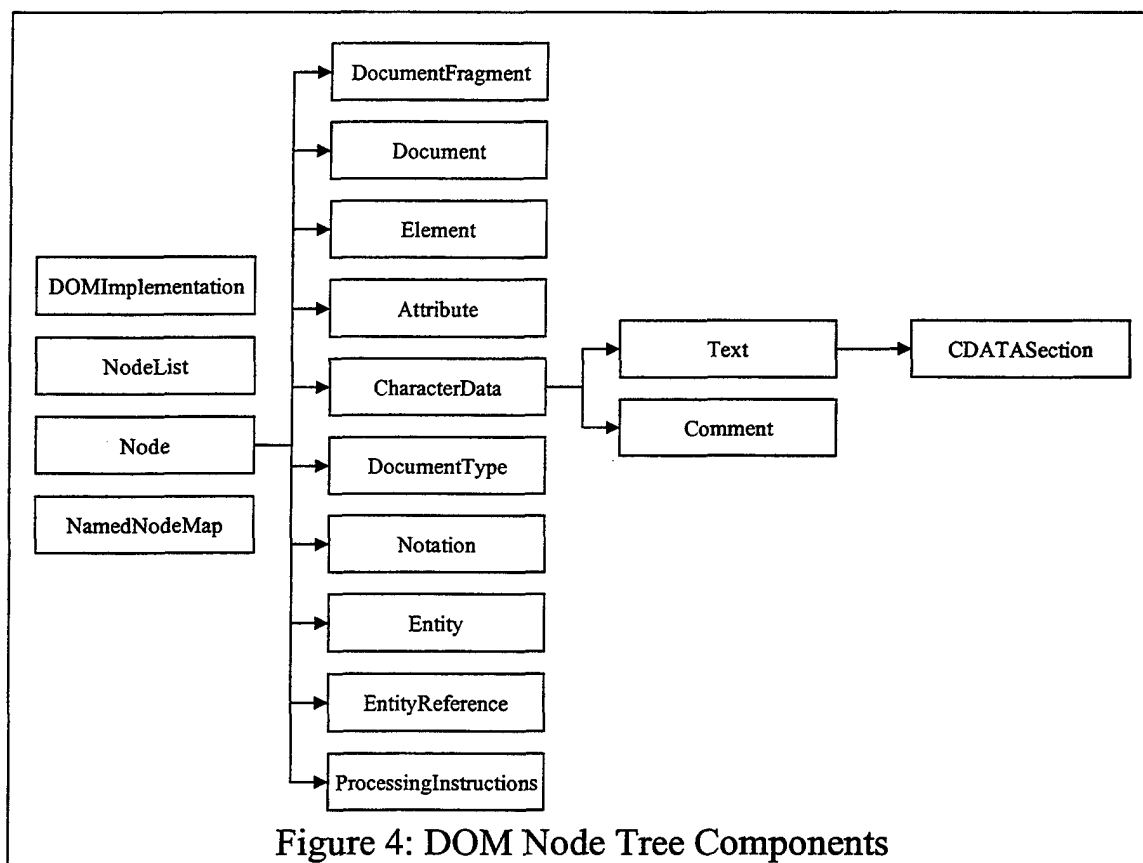 DOMImplementation
NodeList
Node
NamedNodeMap
DocumentFragment
Document
Element
Attribute
CharacterData
DocumentType
Notation
Entity
EntityReference
ProcessingInstructions
Text
Comment
CDATASection
Figure 4: DOM Node Tree Components